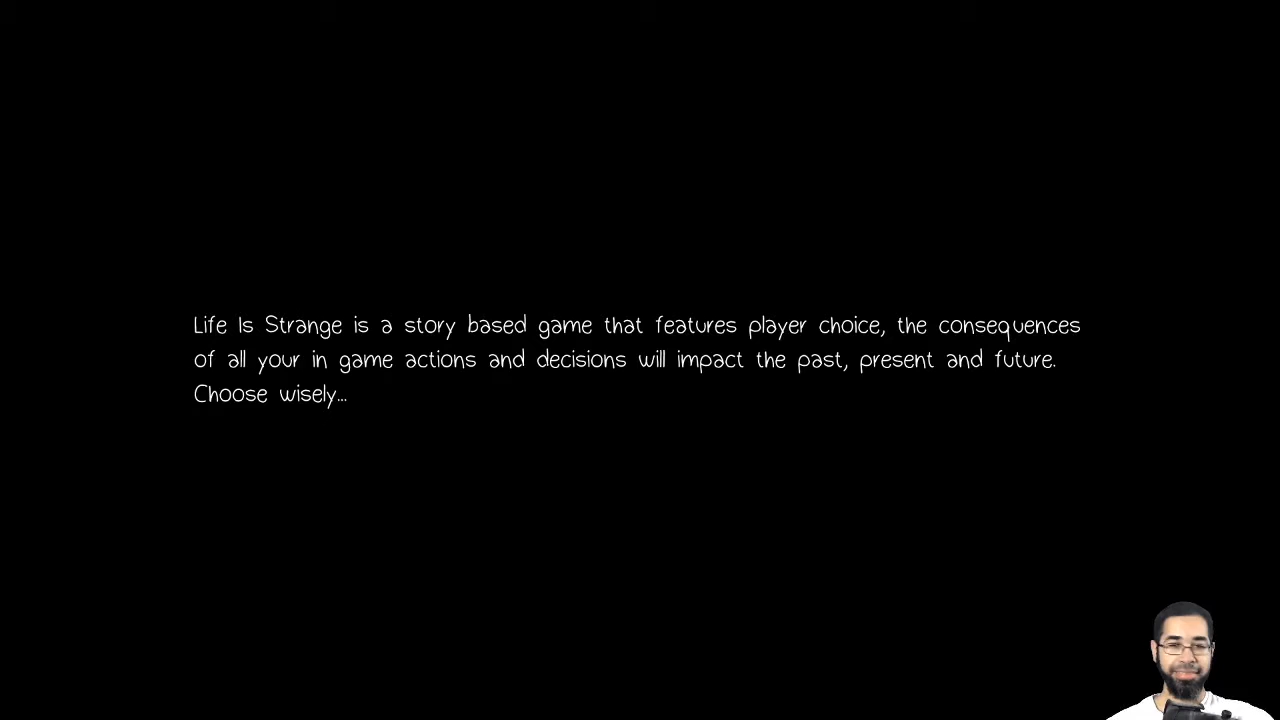 Life Is Strange is a story based game that features player choice, the consequences
of all your in game actions and decisions will impact the past, present and future.
Choose wisely...